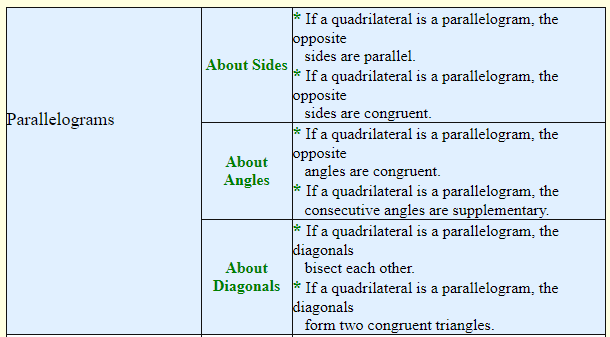 Parallelograms
About Sides
* If a quadrilateral is a parallelogram, the
opposite
sides are parallel.
* If a quadrilateral is a parallelogram, the
opposite
sides are congruent.
About
Angles
* If a quadrilateral is a parallelogram, the
opposite
angles are congruent.
* If a quadrilateral is a parallelogram, the
consecutive angles are supplementary.
About
Diagonals
* If a quadrilateral is a parallelogram, the
diagonals
bisect each other.
* If a quadrilateral is a parallelogram, the
diagonals
form two congruent triangles.